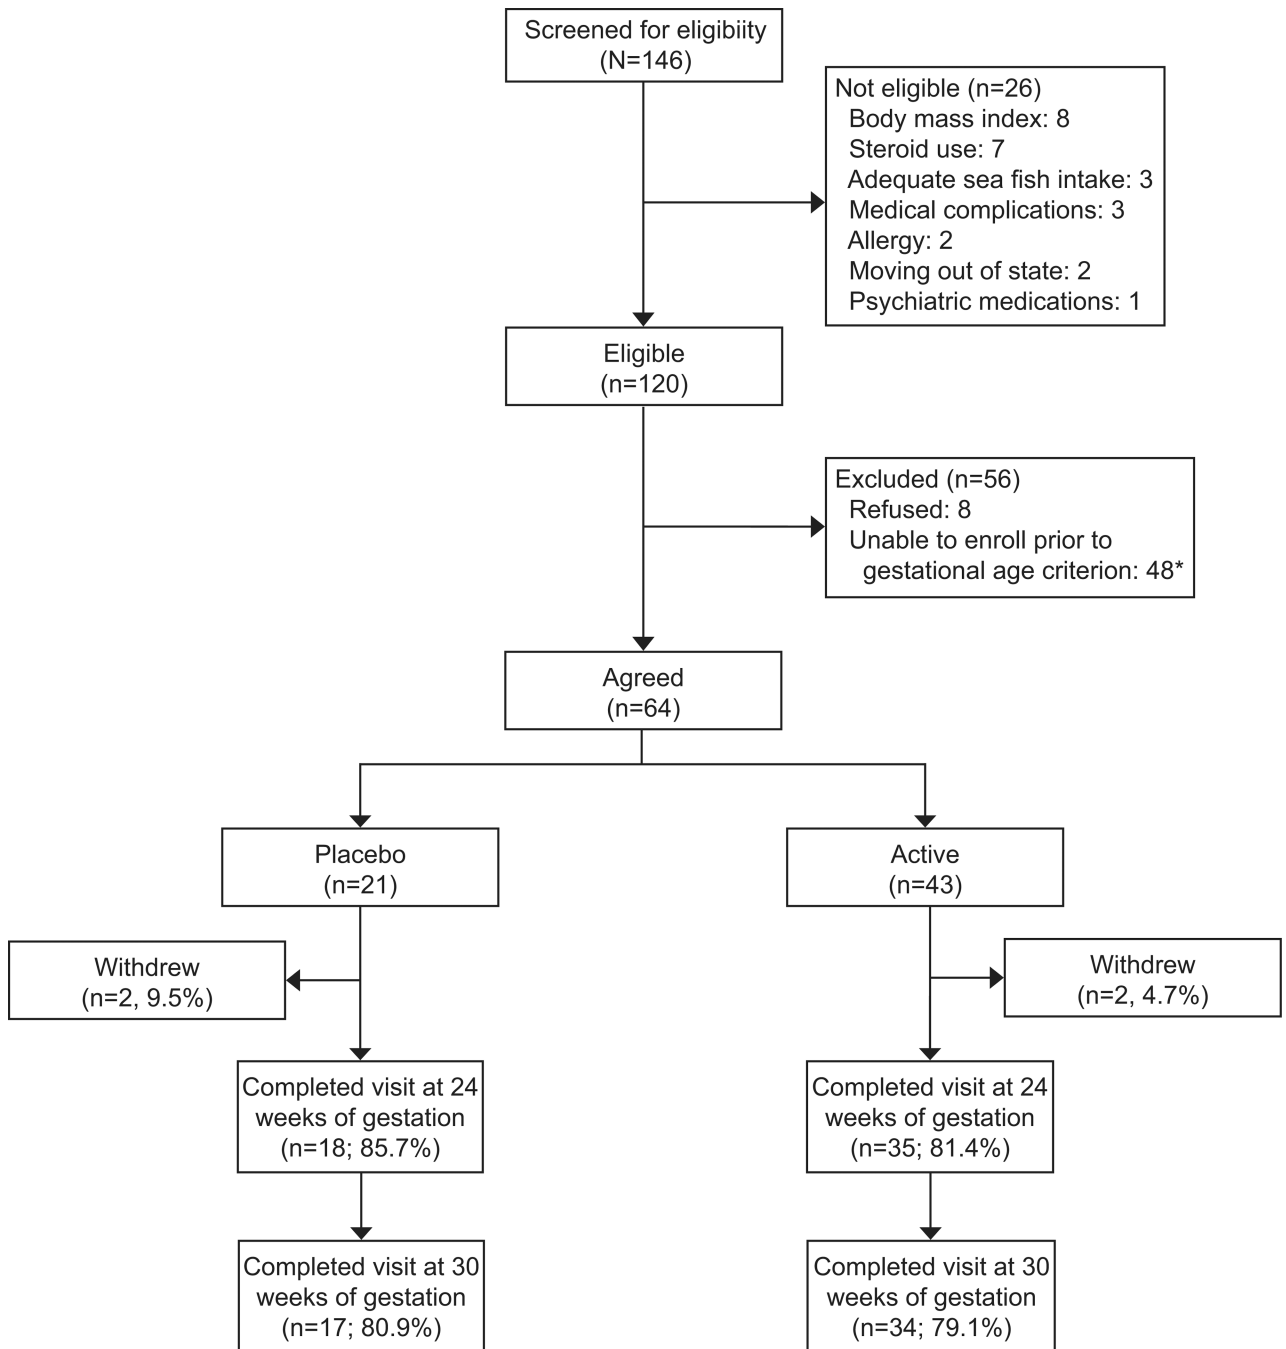 Screened for eligibiity
(N=146)
Not eligible (n=26)
Body mass index: 8
Steroid use: 7
Adequate sea fish intake: 3
Medical complications: 3
Allergy: 2
Moving out of state: 2
Psychiatric medications: 1
Eligible
(n=120)
Excluded (n=56)
Refused: 8
Unable to enroll prior to
gestational age criterion: 48*
Agreed
(n=64)
Placebo
(n=21)
Active
(n=43)
Withdrew
(n=2, 9.5%)
Withdrew
(n=2, 4.7%)
Completed visit at 24
weeks of gestation
(n=18; 85.7%)
Completed visit at 24
weeks of gestation
(n=35; 81.4%)
Completed visit at 30
weeks of gestation
(n=17; 80.9%)
Completed visit at 30
weeks of gestation
(n=34; 79.1%)